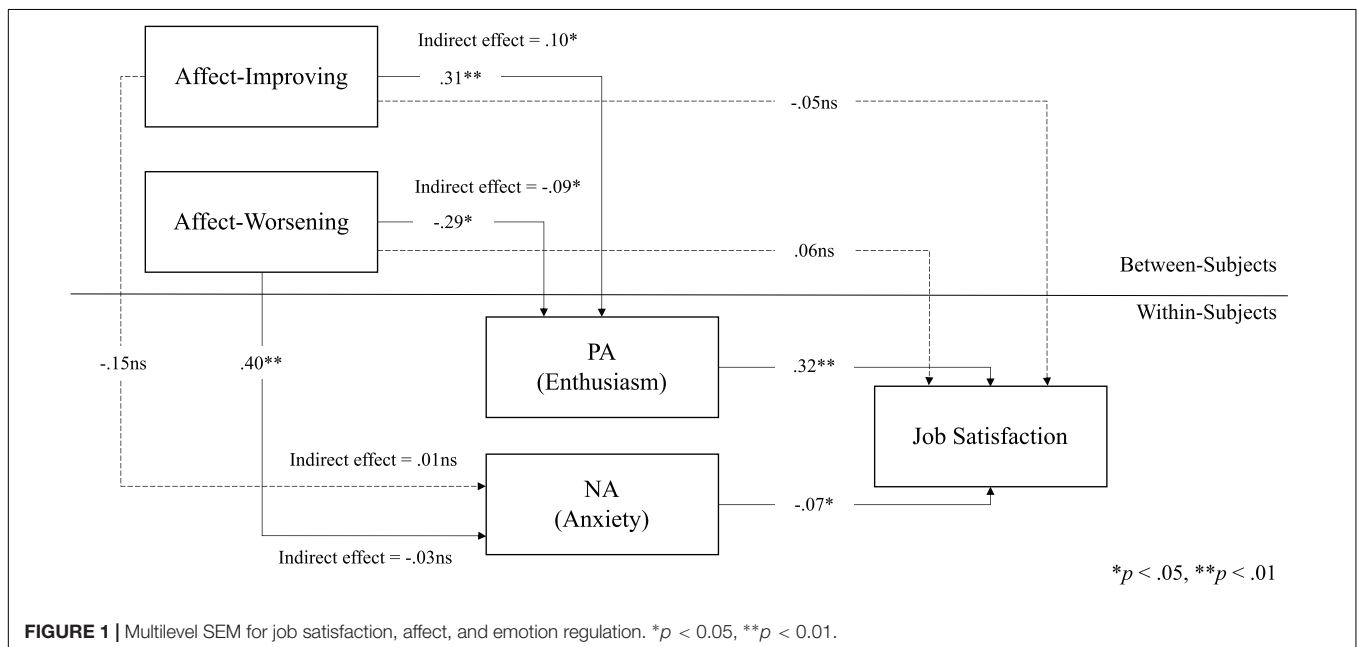 Indirect effect = .10*
Affect-Improving
.31**
-.05ns
Indirect effect = -.09*
Affect-Worsening
-.29*
.06ns
Between-Subjects
Within-Subjects
-.15ns
.40**
PA
(Enthusiasm)
.32**
Job Satisfaction
Indirect effect = .01ns
NA
(Anxiety)
-.07*
Indirect effect = -.03ns
*p < .05, **p < .01
FIGURE 1 | Multilevel SEM for job satisfaction, affect, and emotion regulation. *p < 0.05, **p < 0.01.